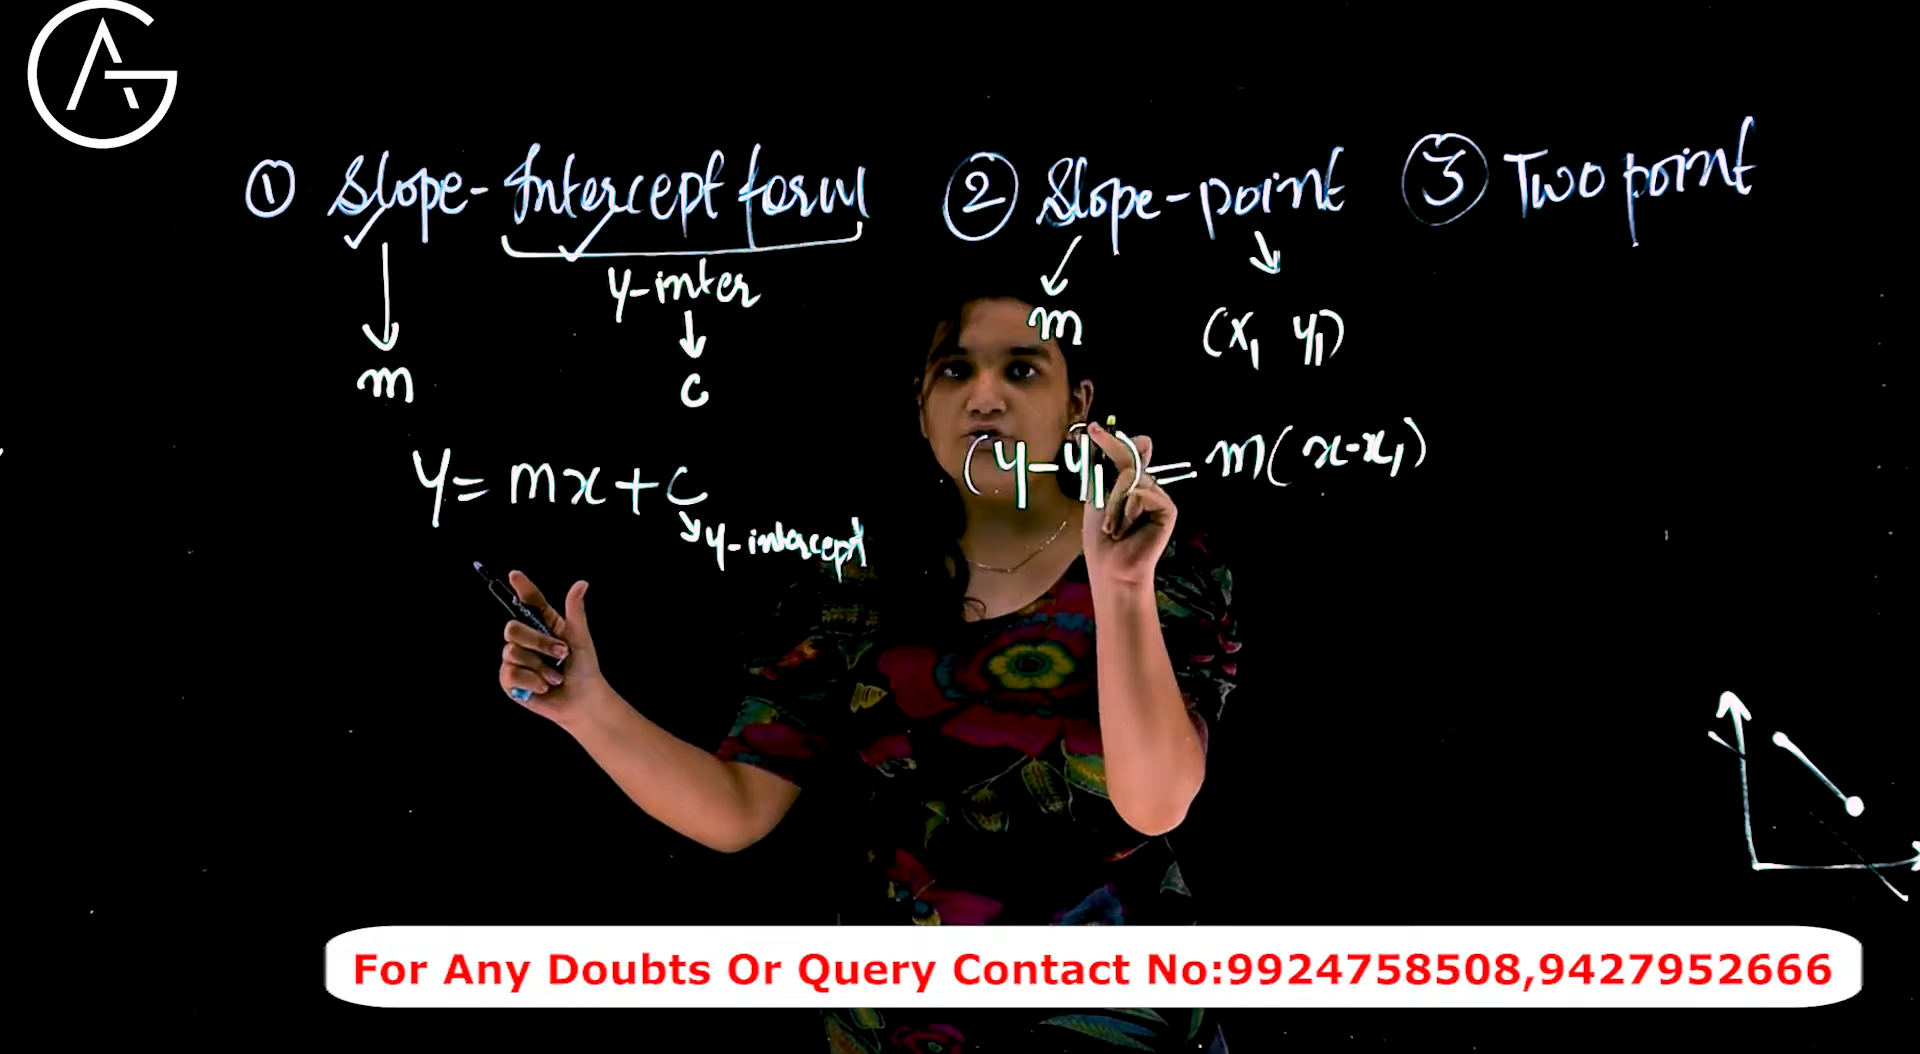 AG
① Slope-Intercept form ② Slope-point ③ Two point
y-inter
m (x₁ y₁)
m c
y = mx + c (y-y₁) = m(x-x₁)
y-intercept
For Any Doubts Or Query Contact No:9924758508,9427952666